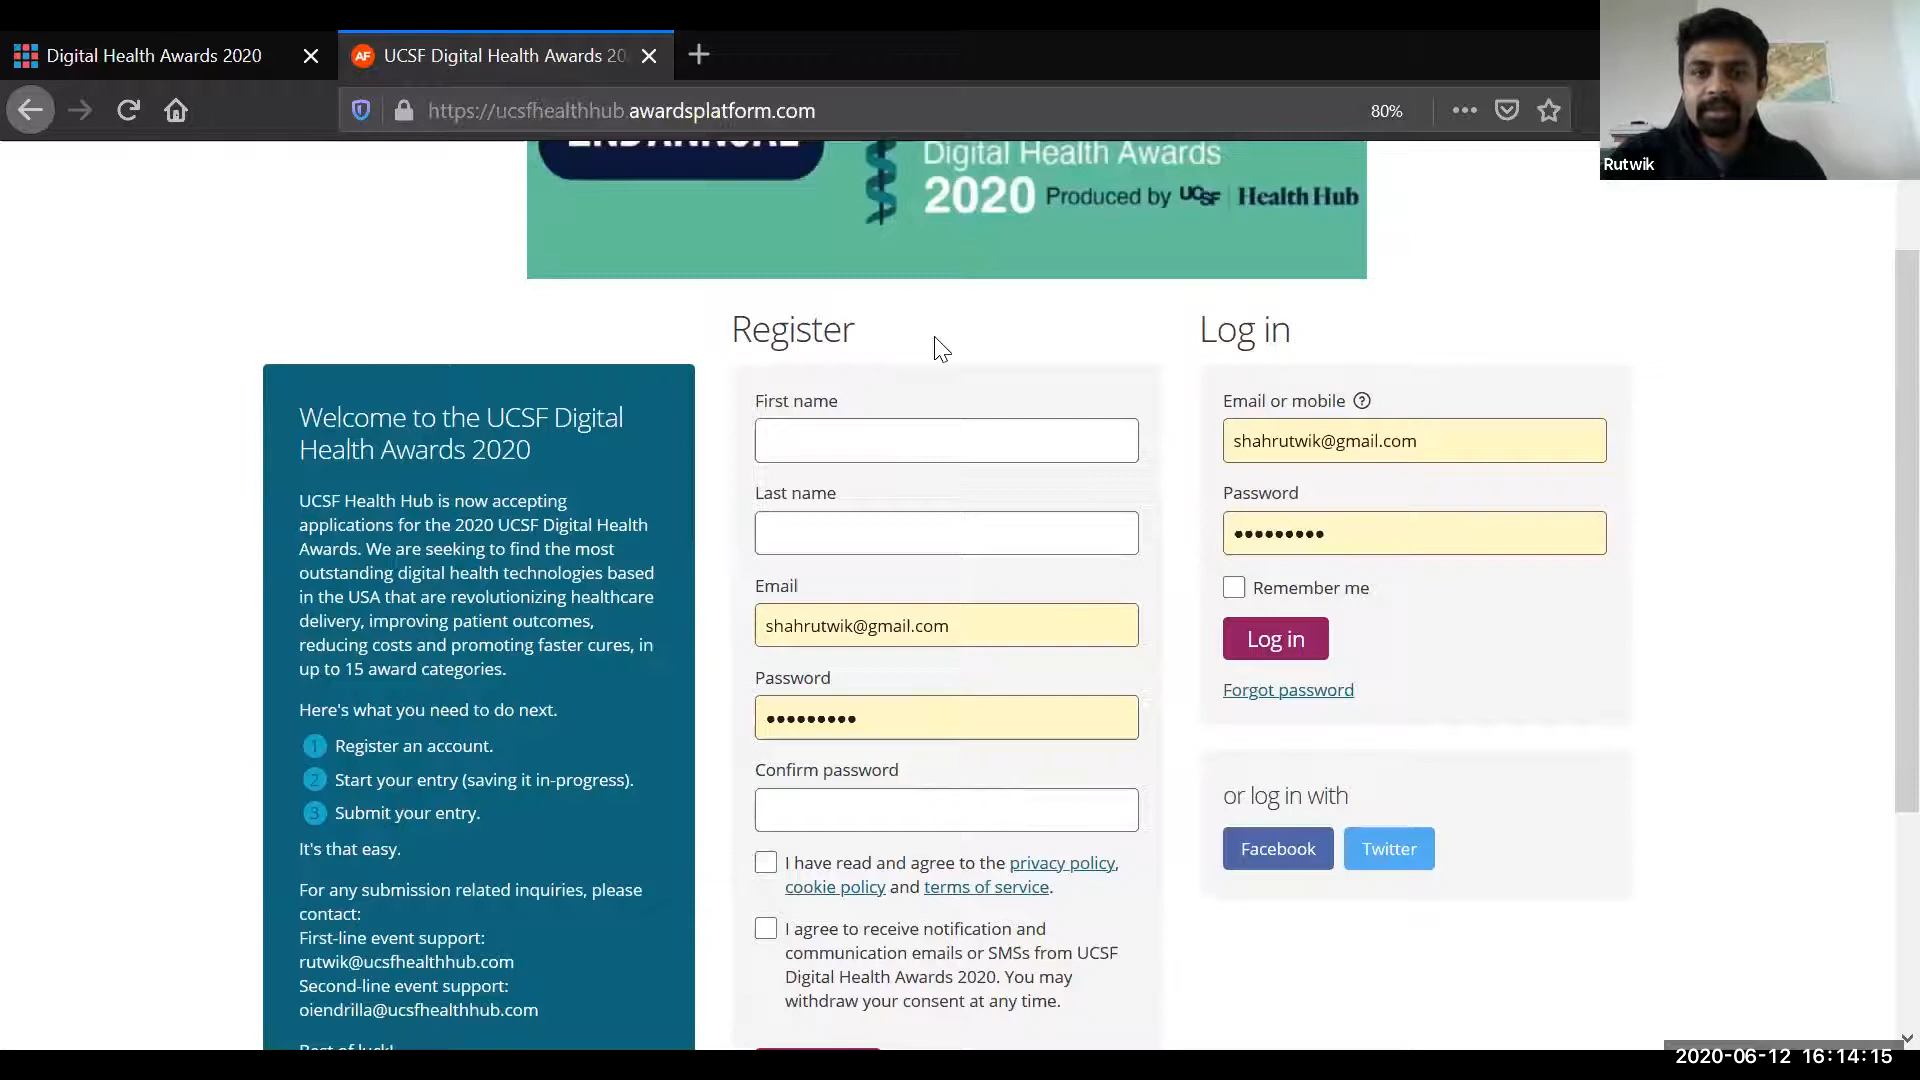 Digital Health Awards 2020
AF UCSF Digital Health Awards 20
https://ucsfhealthhub.awardsplatform.com
80%
Rutwik
2ND ANNUAL
Digital Health Awards
2020 Produced by UCSF Health Hub
Register
Log in
Welcome to the UCSF Digital
Health Awards 2020
UCSF Health Hub is now accepting
applications for the 2020 UCSF Digital Health
Awards. We are seeking to find the most
outstanding digital health technologies based
in the USA that are revolutionizing healthcare
delivery, improving patient outcomes,
reducing costs and promoting faster cures, in
up to 15 award categories.
Here's what you need to do next.
1 Register an account.
2 Start your entry (saving it in-progress).
3 Submit your entry.
It's that easy.
For any submission related inquiries, please
contact:
First-line event support:
rutwik@ucsfhealthhub.com
Second-line event support:
oiendrilla@ucsfhealthhub.com
Best of luck!
First name
Last name
Email
shahrutwik@gmail.com
Password
•••••••••
Confirm password
I have read and agree to the privacy policy,
cookie policy and terms of service.
I agree to receive notification and
communication emails or SMSs from UCSF
Digital Health Awards 2020. You may
withdraw your consent at any time.
Email or mobile ?
shahrutwik@gmail.com
Password
•••••••••
Remember me
Log in
Forgot password
or log in with
Facebook
Twitter
2020-06-12 16:14:15